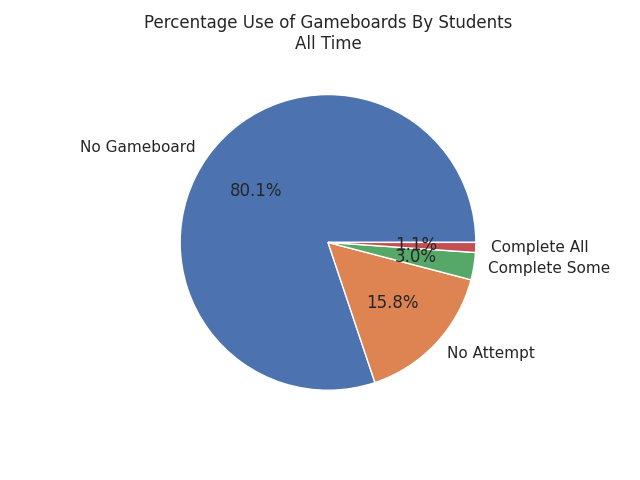 Percentage Use of Gameboards By Students
All Time
No Gameboard
80.1%
1.1%
Complete All
3.0%
Complete Some
15.8%
No Attempt